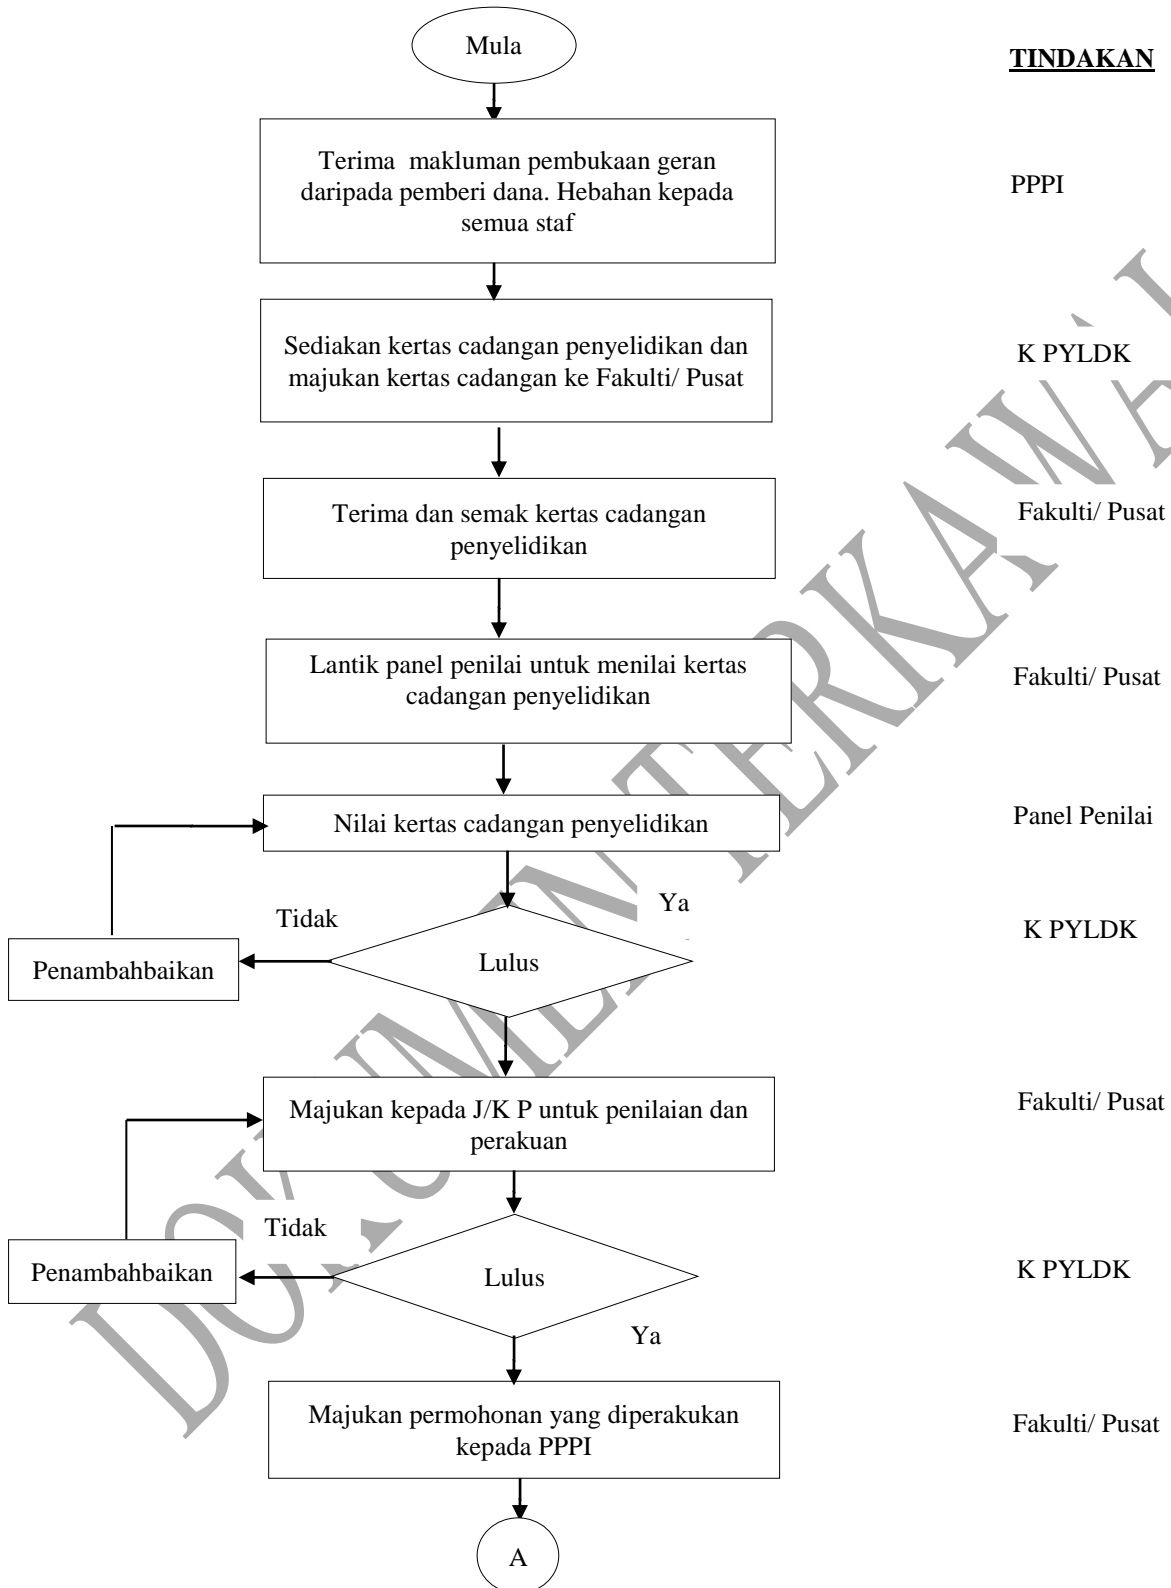 Mula
TINDAKAN
Terima makluman pembukaan geran
daripada pemberi dana. Hebahan kepada
semua staf
PPPI
Sediakan kertas cadangan penyelidikan dan
majukan kertas cadangan ke Fakulti/ Pusat
K PYLDK
Terima dan semak kertas cadangan
penyelidikan
Fakulti/ Pusat
Lantik panel penilai untuk menilai kertas
cadangan penyelidikan
Fakulti/ Pusat
Nilai kertas cadangan penyelidikan
Panel Penilai
Tidak
Ya
Penambahbaikan
Lulus
K PYLDK
Majukan kepada J/K P untuk penilaian dan
perakuan
Fakulti/ Pusat
Tidak
Penambahbaikan
Lulus
K PYLDK
Ya
Majukan permohonan yang diperakukan
kepada PPPI
Fakulti/ Pusat
A
DOKUMEN TERKAWAL